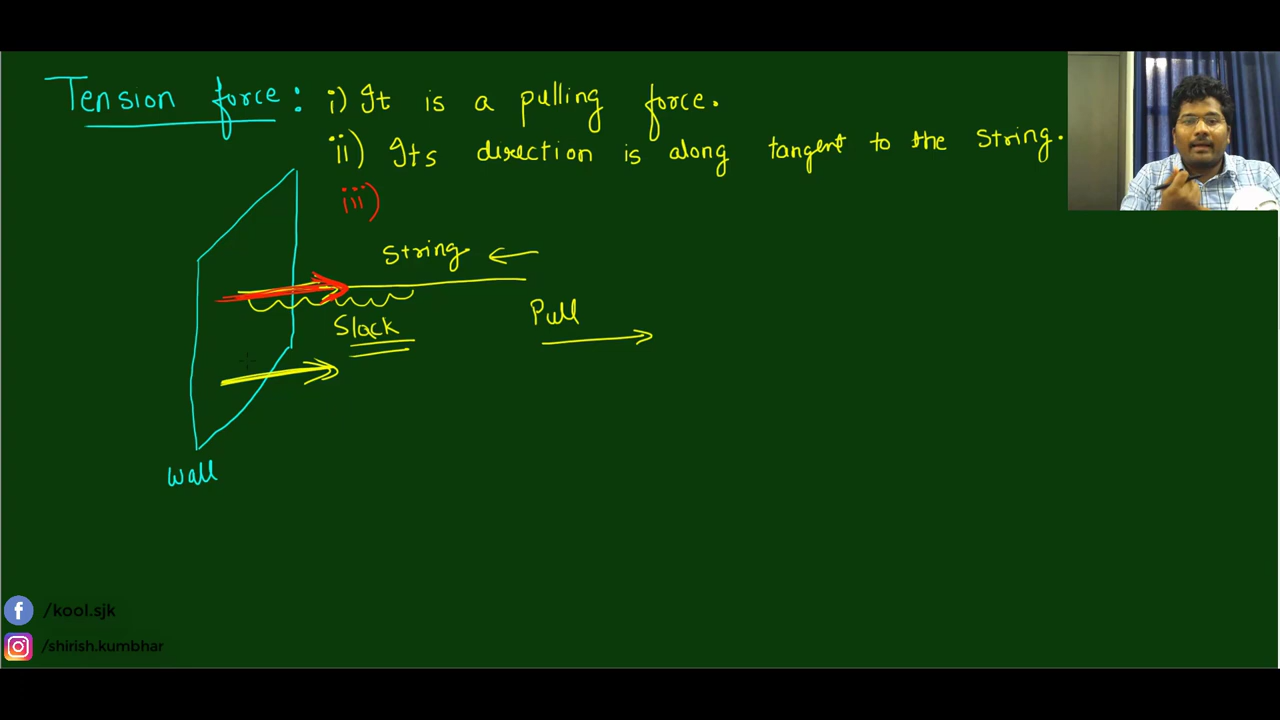 Tension force: i) It is a pulling force.
ii) Its direction is along tangent to the string.
iii)
String
Pull
Slack
Wall
/kool.sjk
/shirish.kumbhar